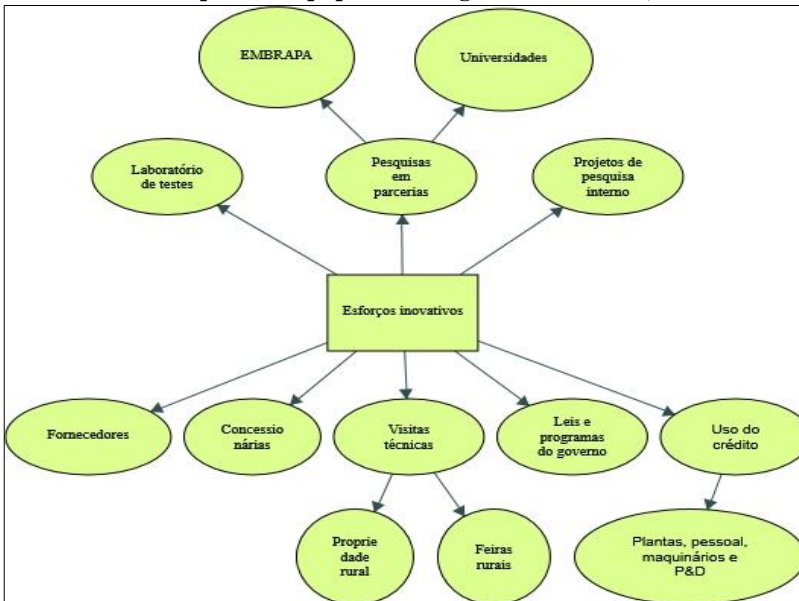 EMBRAPA
Universidades
Laboratório
de testes
Pesquisas
em
parcerias
Projetos de
pesquisa
interno
Esforços inovativos
Fornecedores
Concessio
nárias
Visitas
técnicas
Leis e
programas
do governo
Uso do
crédito
Proprie
dade
rural
Feiras
rurais
Plantas, pessoal,
maquinários e
P&D